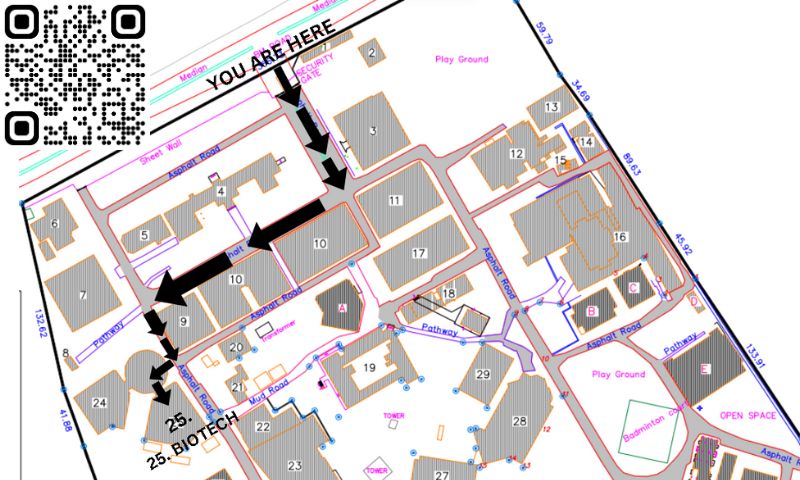 Median
Median
59.79
YOU ARE HERE
SECURITY
GATE
1
2
Play Ground
34.69
13
3
14
12
15
89.63
Sheet Wall
Asphalt Road
4
11
6
5
16
45.92
10
17
7
10
Asphalt Road
C
D
18
A
B
132.62
9
Asphalt Road
Transformer
Pathway
Asphalt Road
Pathway
Pathway
133.91
8
20
19
29
E
Play Ground
21
Asphalt Road
Mud Road
24
41.88
TOWER
28
Badminton court
OPEN SPACE
25.
22
25. BIOTECH
12
23
TOWER
27